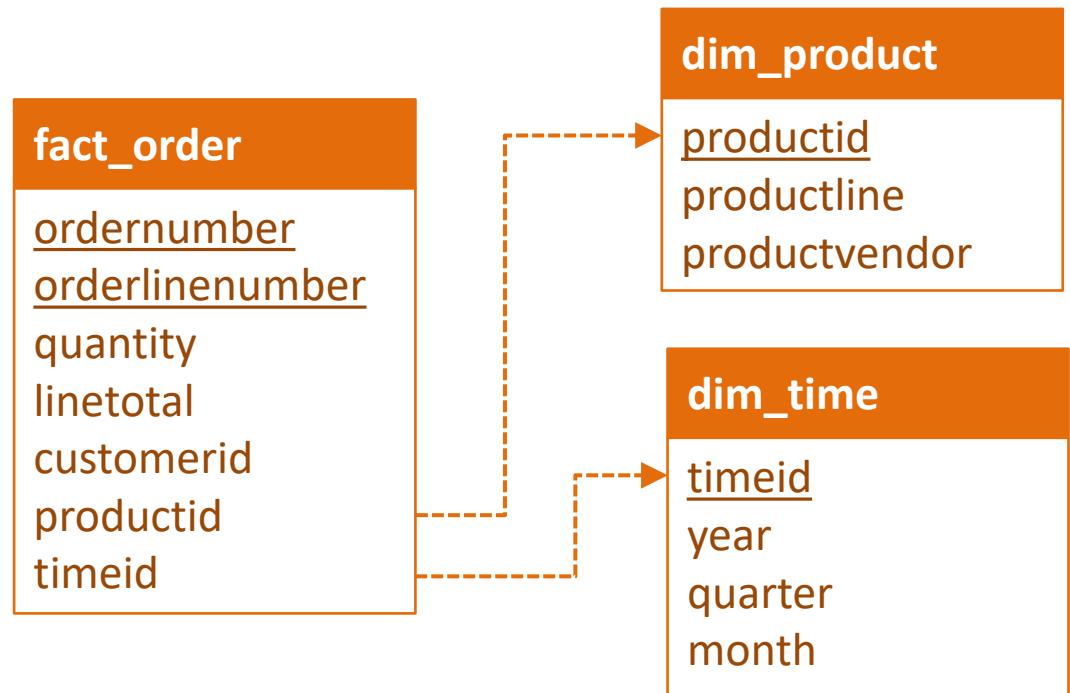 fact_order
ordernumber
orderlinenumber
quantity
linetotal
customerid
productid
timeid
dim_product
productid
productline
productvendor
dim_time
timeid
year
quarter
month